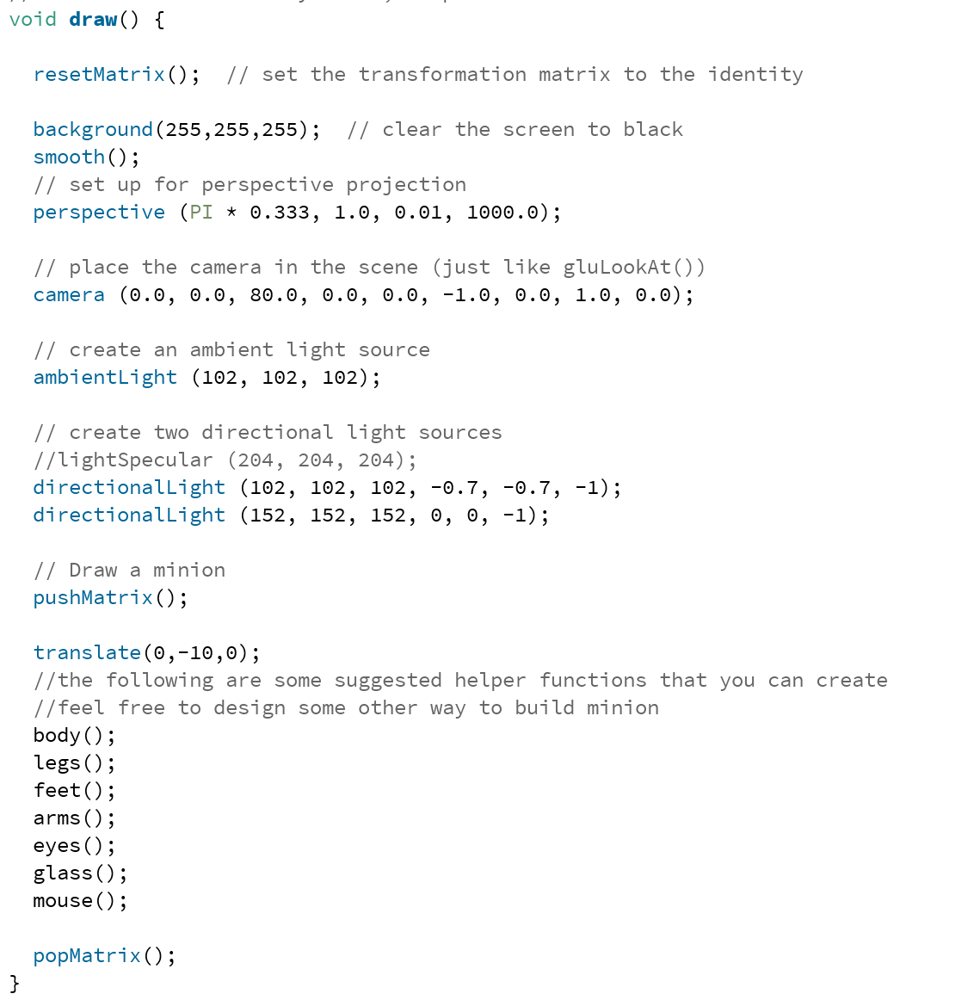 void draw() {
resetMatrix();  // set the transformation matrix to the identity
background(255,255,255);  // clear the screen to black
smooth();
// set up for perspective projection
perspective (PI * 0.333, 1.0, 0.01, 1000.0);
// place the camera in the scene (just like gluLookAt())
camera (0.0, 0.0, 80.0, 0.0, 0.0, -1.0, 0.0, 1.0, 0.0);
// create an ambient light source
ambientLight (102, 102, 102);
// create two directional light sources
//lightSpecular (204, 204, 204);
directionalLight (102, 102, 102, -0.7, -0.7, -1);
directionalLight (152, 152, 152, 0, 0, -1);
// Draw a minion
pushMatrix();
translate(0,-10,0);
//the following are some suggested helper functions that you can create
//feel free to design some other way to build minion
body();
legs();
feet();
arms();
eyes();
glass();
mouse();
popMatrix();
}